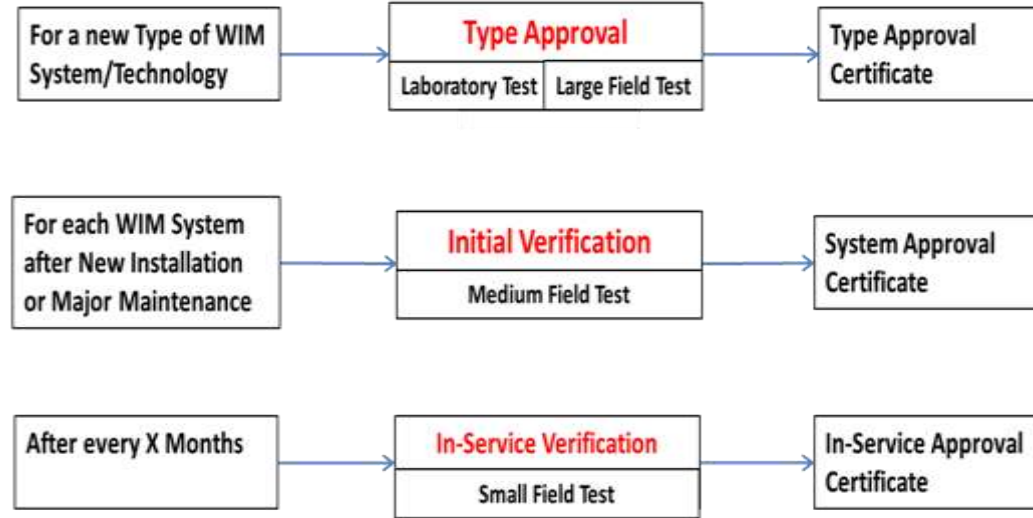 For a new Type of WIM
System/Technology
Type Approval
Laboratory Test
Large Field Test
Type Approval
Certificate
For each WIM System
after New Installation
or Major Maintenance
Initial Verification
Medium Field Test
System Approval
Certificate
After every X Months
In-Service Verification
Small Field Test
In-Service Approval
Certificate